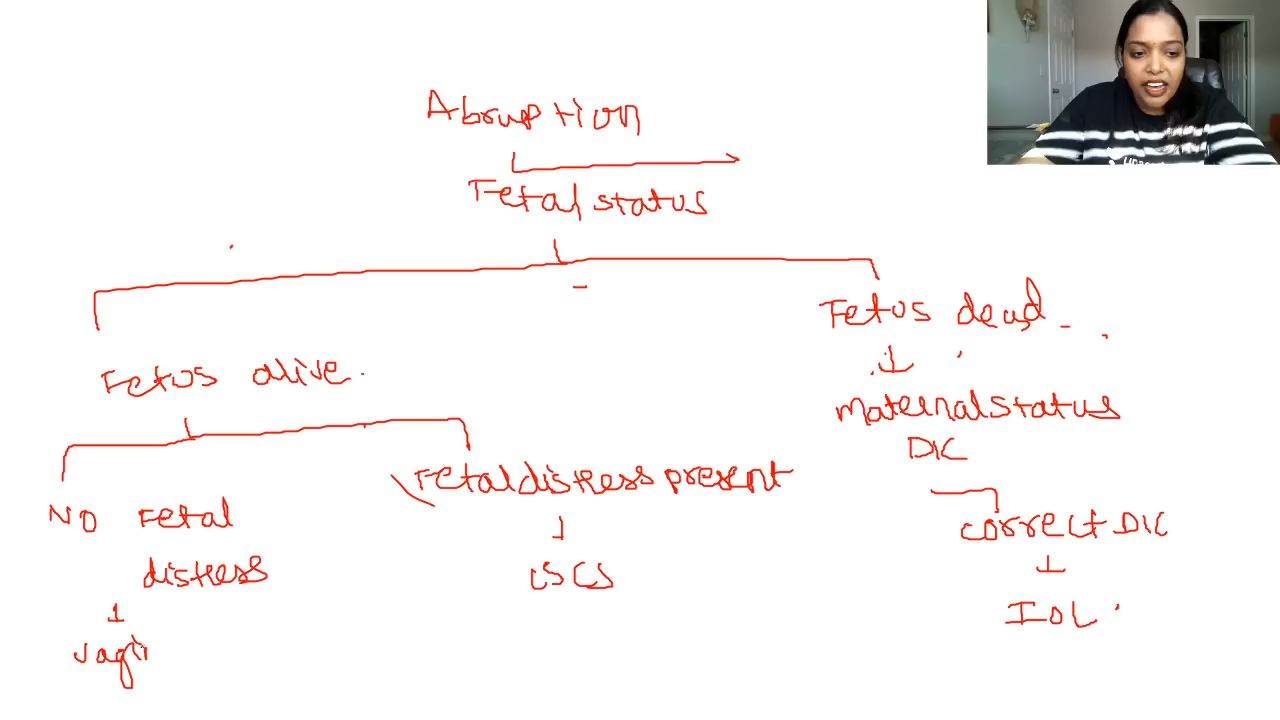 Abruption
Fetal status
Fetus alive
Fetus dead
maternal status
DIC
NO Fetal
distress
Fetal distress present
LSCS
correct DIC
IOL
vagi